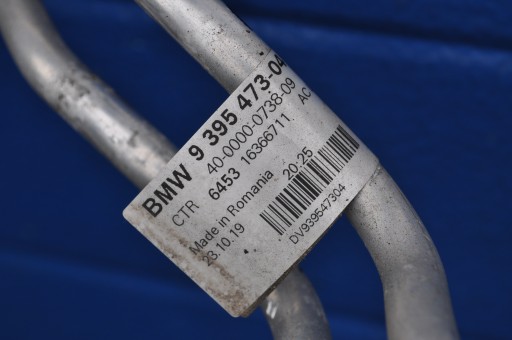 BMW 9 395 473-04
40-0000-0738-09
CTR 6453 16366711 AC
Made in Romania 20:25
23.10.19
DV939547304